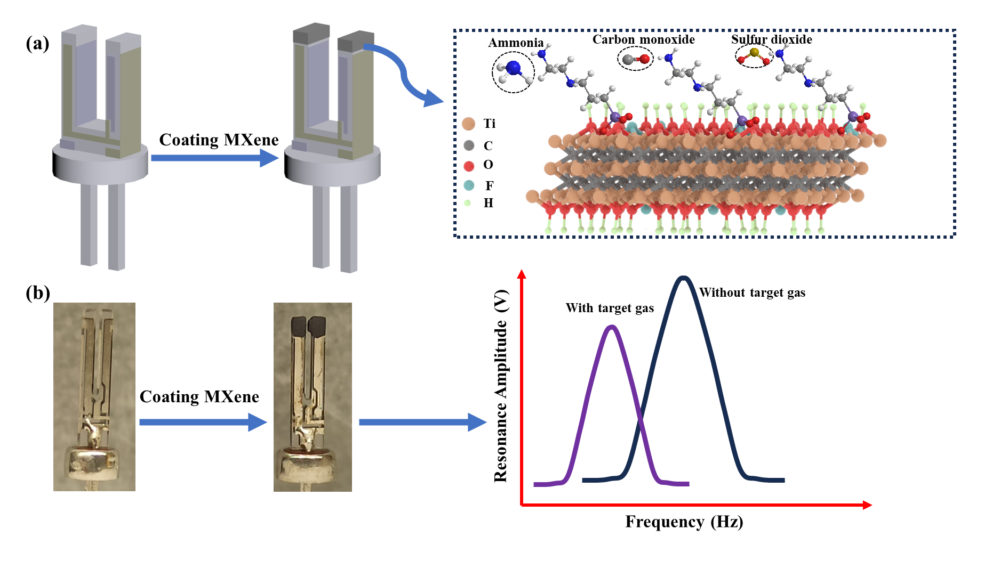 (a)
Coating MXene
Ammonia
Carbon monoxide
Sulfur dioxide
Ti
C
O
F
H
(b)
Coating MXene
Resonance Amplitude (V)
With target gas
Without target gas
Frequency (Hz)